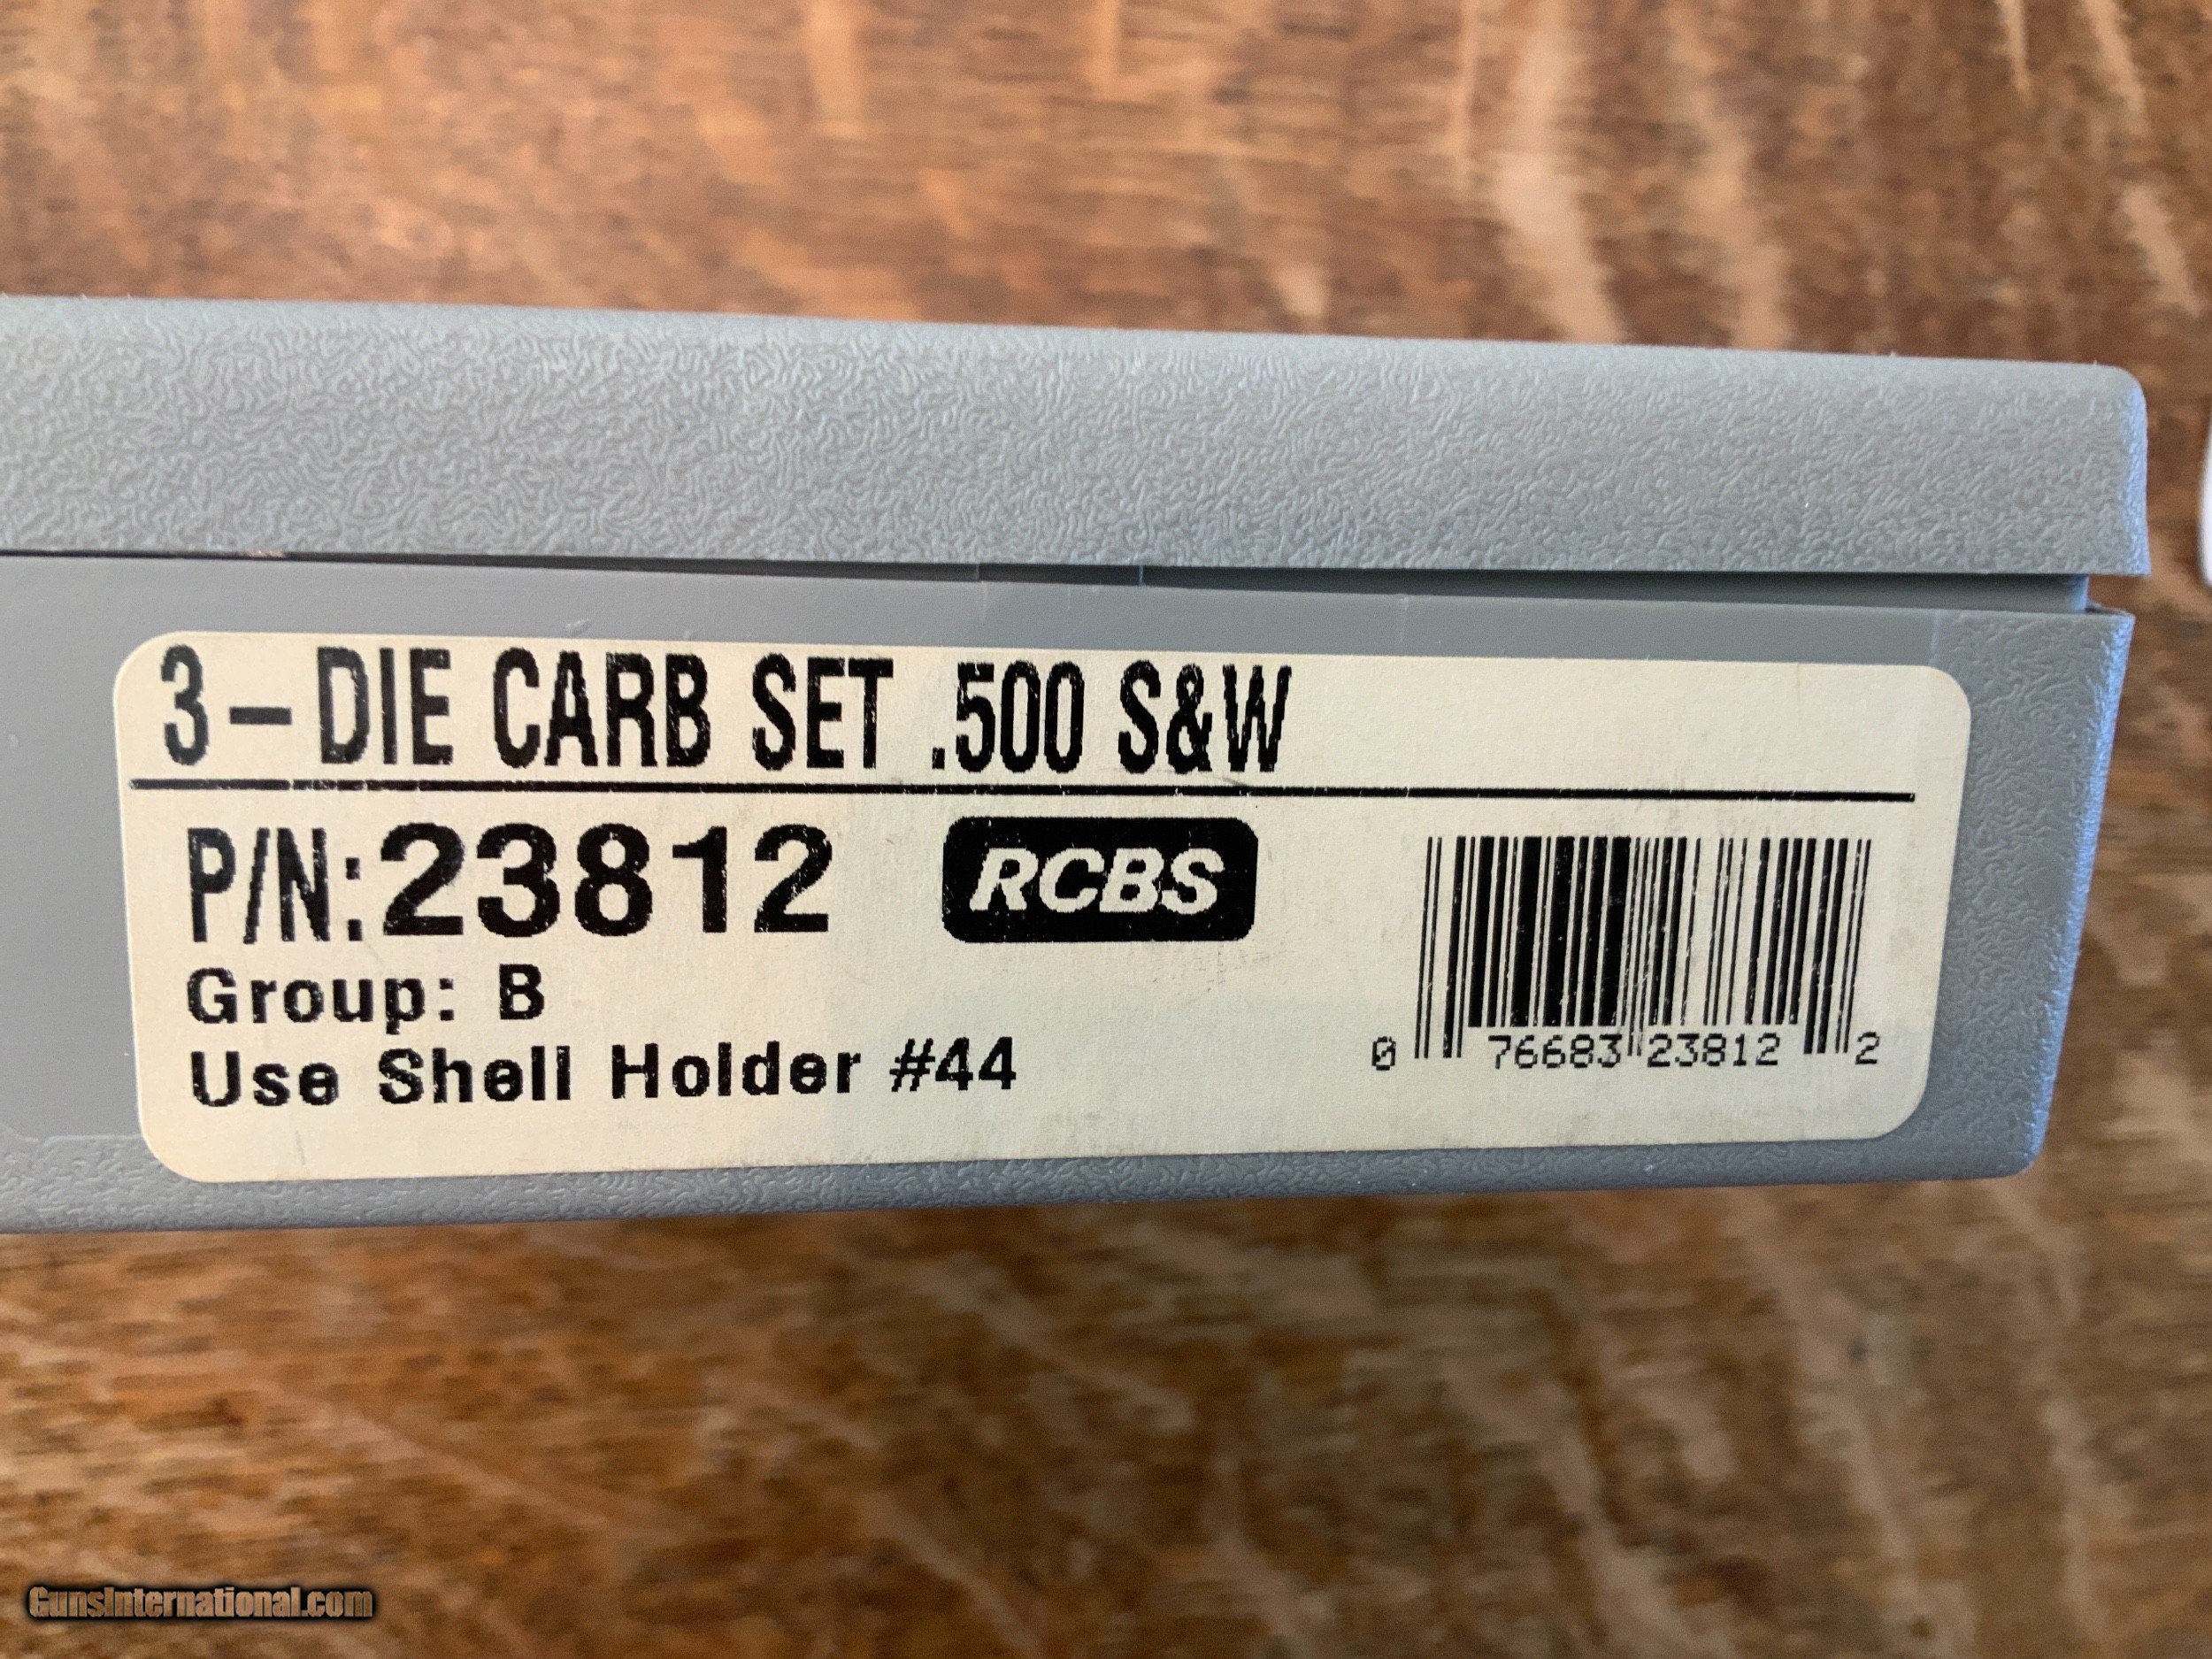 3-DIE CARB SET .500 S&W
P/N:23812
RCBS
Group: B
Use Shell Holder #44
0 76683 23812 2
GunsInternational.com